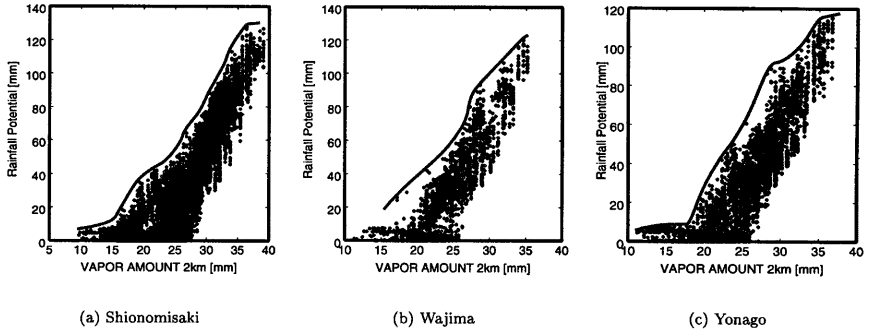 140
120
100
80
60
40
20
0
Rainfall Potential [mm]
5 10 15 20 25 30 35 40
VAPOR AMOUNT 2km [mm]
(a) Shionomisaki
140
120
100
80
60
40
20
0
Rainfall Potential [mm]
10 15 20 25 30 35 40
VAPOR AMOUNT 2km [mm]
(b) Wajima
120
100
80
60
40
20
0
Rainfall Potential [mm]
10 15 20 25 30 35 40
VAPOR AMOUNT 2km [mm]
(c) Yonago